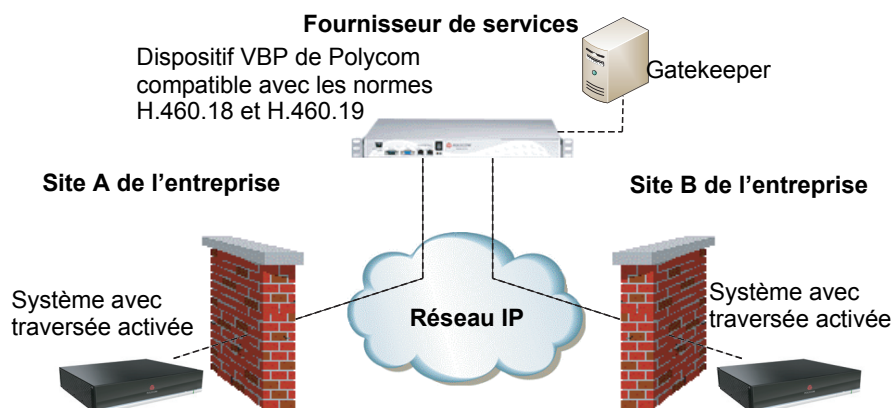 Fournisseur de services
Dispositif VBP de Polycom
compatible avec les normes
H.460.18 et H.460.19
Gatekeeper
Site A de l’entreprise
Site B de l’entreprise
Système avec
traversée activée
Réseau IP
Système avec
traversée activée